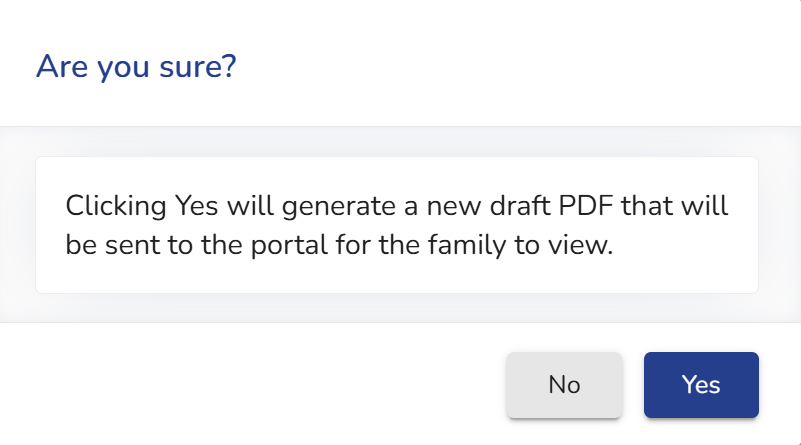 Are you sure?
Clicking Yes will generate a new draft PDF that will
be sent to the portal for the family to view.
No
Yes